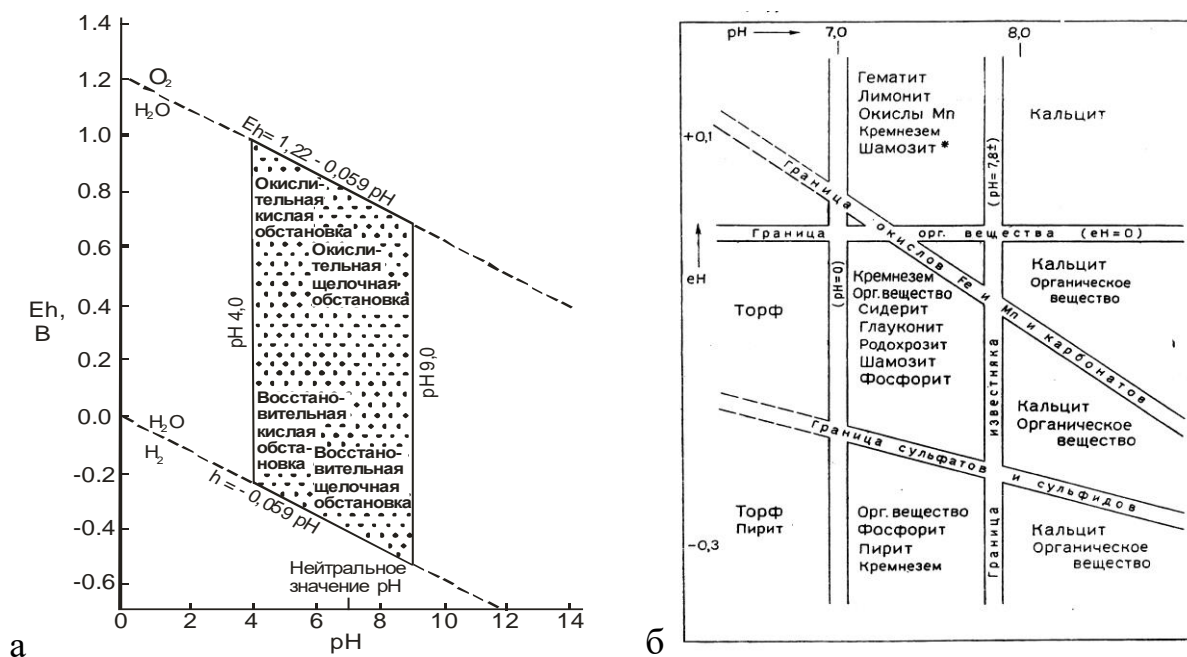 1.4
1.2
1.0
0.8
0.6
0.4
0.2
0.0
-0.2
-0.4
-0.6
Eh,
В
O2
H2O
Eh= 1,22 - 0,059 pH
Окисли-
тельная
кислая
обстановка
Окисли-
тельная
щелочная
обстановка
pH 4,0
pH 9,0
Восстано-
вительная
кислая
обста-
новка
Восстано-
вительная
щелочная
обстановка
H2O
H2
h = - 0,059 pH
Нейтральное
значение pH
0
2
4
6
8
10
12
14
pH
а
pH
7,0
8,0
+0,1
eH
-0,3
Гематит
Лимонит
Окислы Mn
Кремнезем
Шамозит*
Кальцит
(pH=7,8±)
Граница окислов Fe и Mn и карбонатов
Граница орг. вещества (eH=0)
(pH=0)
Торф
Кремнезем
Орг.вещество
Сидерит
Глауконит
Родохрозит
Шамозит
Фосфорит
Кальцит
Органическое
вещество
Кальцит
Органическое
вещество
Граница известняка
Граница сульфатов и сульфидов
Торф
Пирит
Орг.вещество
Фосфорит
Пирит
Кремнезем
Кальцит
Органическое
вещество
б